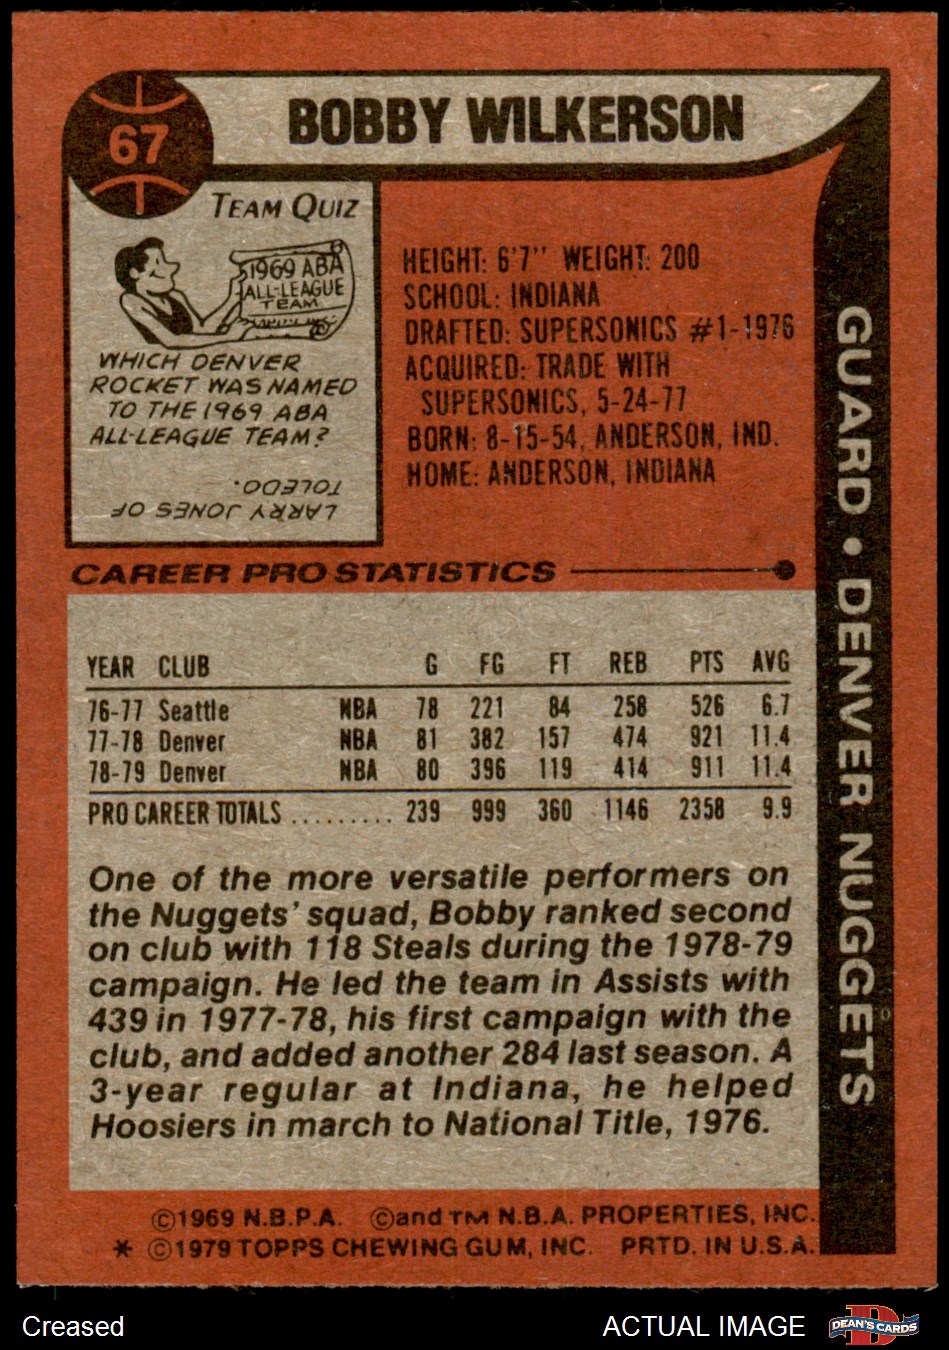 67
BOBBY WILKERSON
TEAM QUIZ
1969 ABA
ALL-LEAGUE
TEAM
WHICH DENVER
ROCKET WAS NAMED
TO THE 1969 ABA
ALL-LEAGUE TEAM?
LARRY JONES OF
TOLEDO.
HEIGHT: 6'7" WEIGHT: 200
SCHOOL: INDIANA
DRAFTED: SUPERSONICS #1-1976
ACQUIRED: TRADE WITH
SUPERSONICS, 5-24-77
BORN: 8-15-54, ANDERSON, IND.
HOME: ANDERSON, INDIANA
GUARD • DENVER NUGGETS
CAREER PRO STATISTICS
YEAR CLUB G FG FT REB PTS AVG
76-77 Seattle NBA 78 221 84 258 526 6.7
77-78 Denver NBA 81 382 157 474 921 11.4
78-79 Denver NBA 80 396 119 414 911 11.4
PRO CAREER TOTALS ......... 239 999 360 1146 2358 9.9
One of the more versatile performers on
the Nuggets' squad, Bobby ranked second
on club with 118 Steals during the 1978-79
campaign. He led the team in Assists with
439 in 1977-78, his first campaign with the
club, and added another 284 last season. A
3-year regular at Indiana, he helped
Hoosiers in march to National Title, 1976.
©1969 N.B.P.A. ©and TM N.B.A. PROPERTIES, INC.
* ©1979 TOPPS CHEWING GUM, INC. PRTD. IN U.S.A.
Creased
ACTUAL IMAGE
D
DEAN'S CARDS